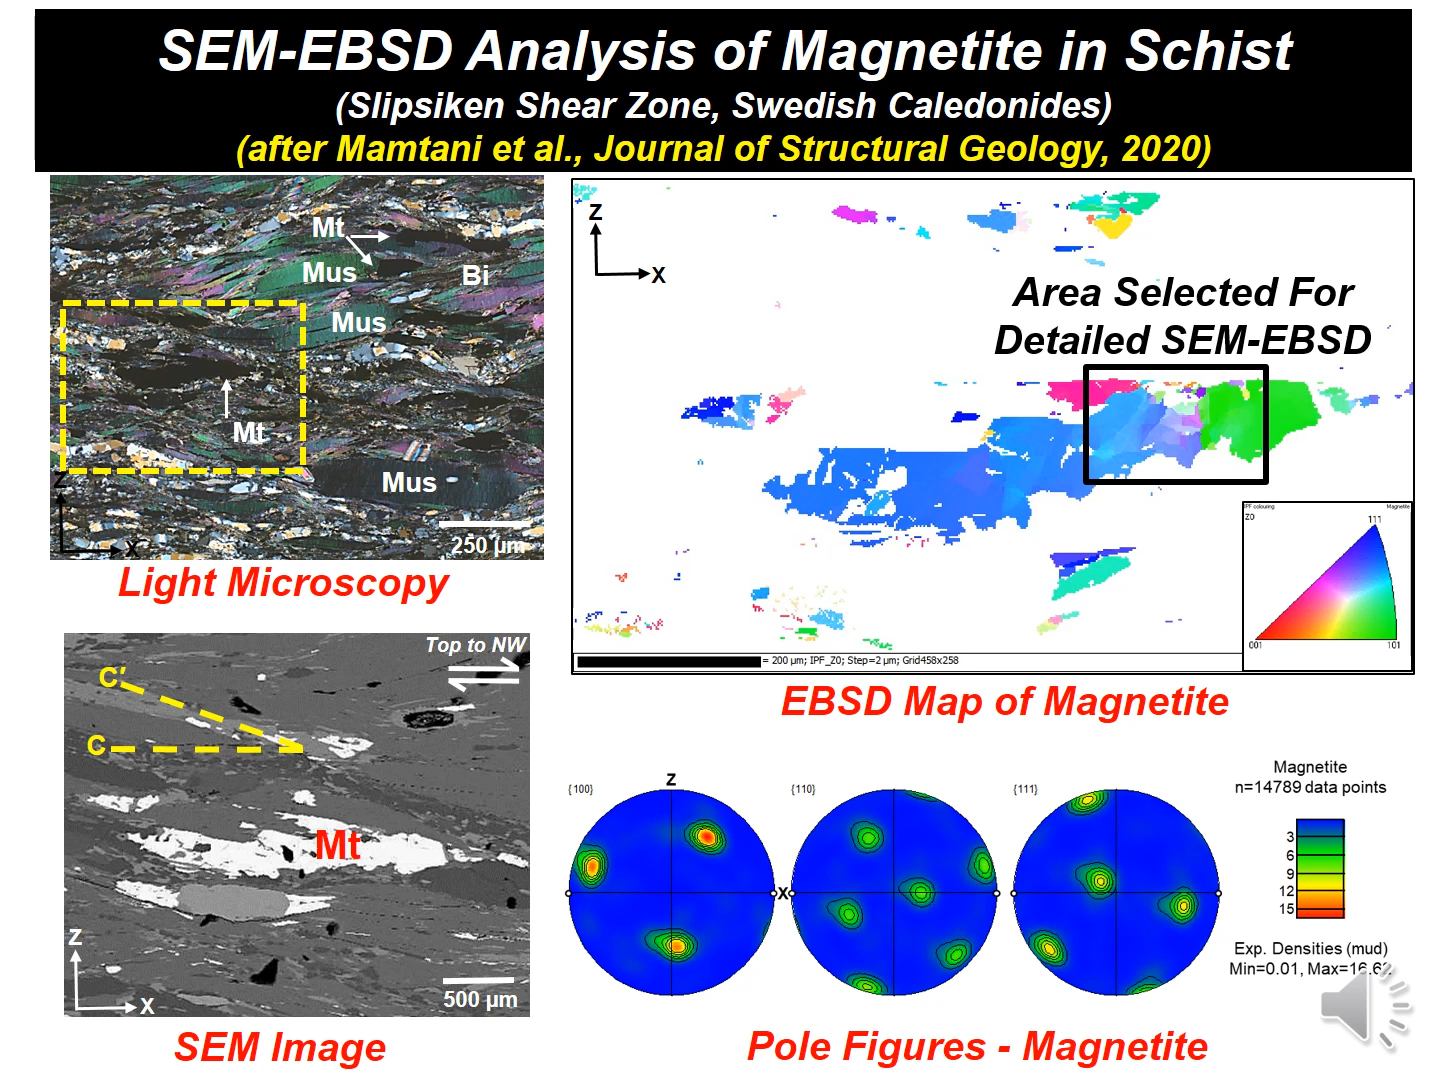 SEM-EBSD Analysis of Magnetite in Schist
(Slipsiken Shear Zone, Swedish Caledonides)
(after Mamtani et al., Journal of Structural Geology, 2020)
Mt
Mus
Bi
Mus
Mt
Mus
Z
X
250 µm
Light Microscopy
Z
X
Area Selected For
Detailed SEM-EBSD
IPF colouring Magnetite
Z0
111
001 101
= 200 µm; IPF_Z0; Step=2 µm; Grid458x258
EBSD Map of Magnetite
Top to NW
C'
C
Mt
Z
X
500 µm
SEM Image
Z
{100} {110} {111}
X
Magnetite
n=14789 data points
3
6
9
12
15
Exp. Densities (mud)
Min=0.01, Max=16.62
Pole Figures - Magnetite